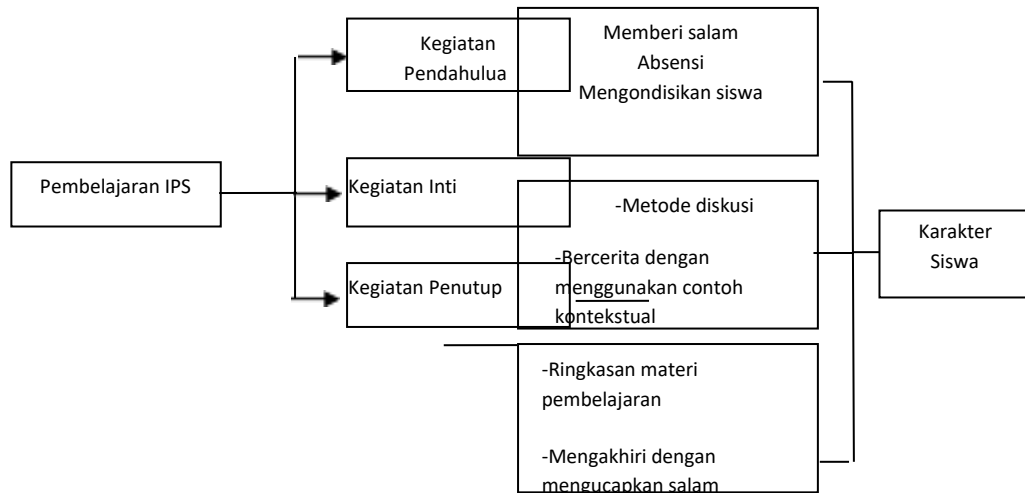 Pembelajaran IPS
Kegiatan
Pendahulua
Kegiatan Inti
Kegiatan Penutup
Memberi salam
Absensi
Mengondisikan siswa
-Metode diskusi
-Bercerita dengan
menggunakan contoh
kontekstual
-Ringkasan materi
pembelajaran
-Mengakhiri dengan
mengucapkan salam
Karakter
Siswa